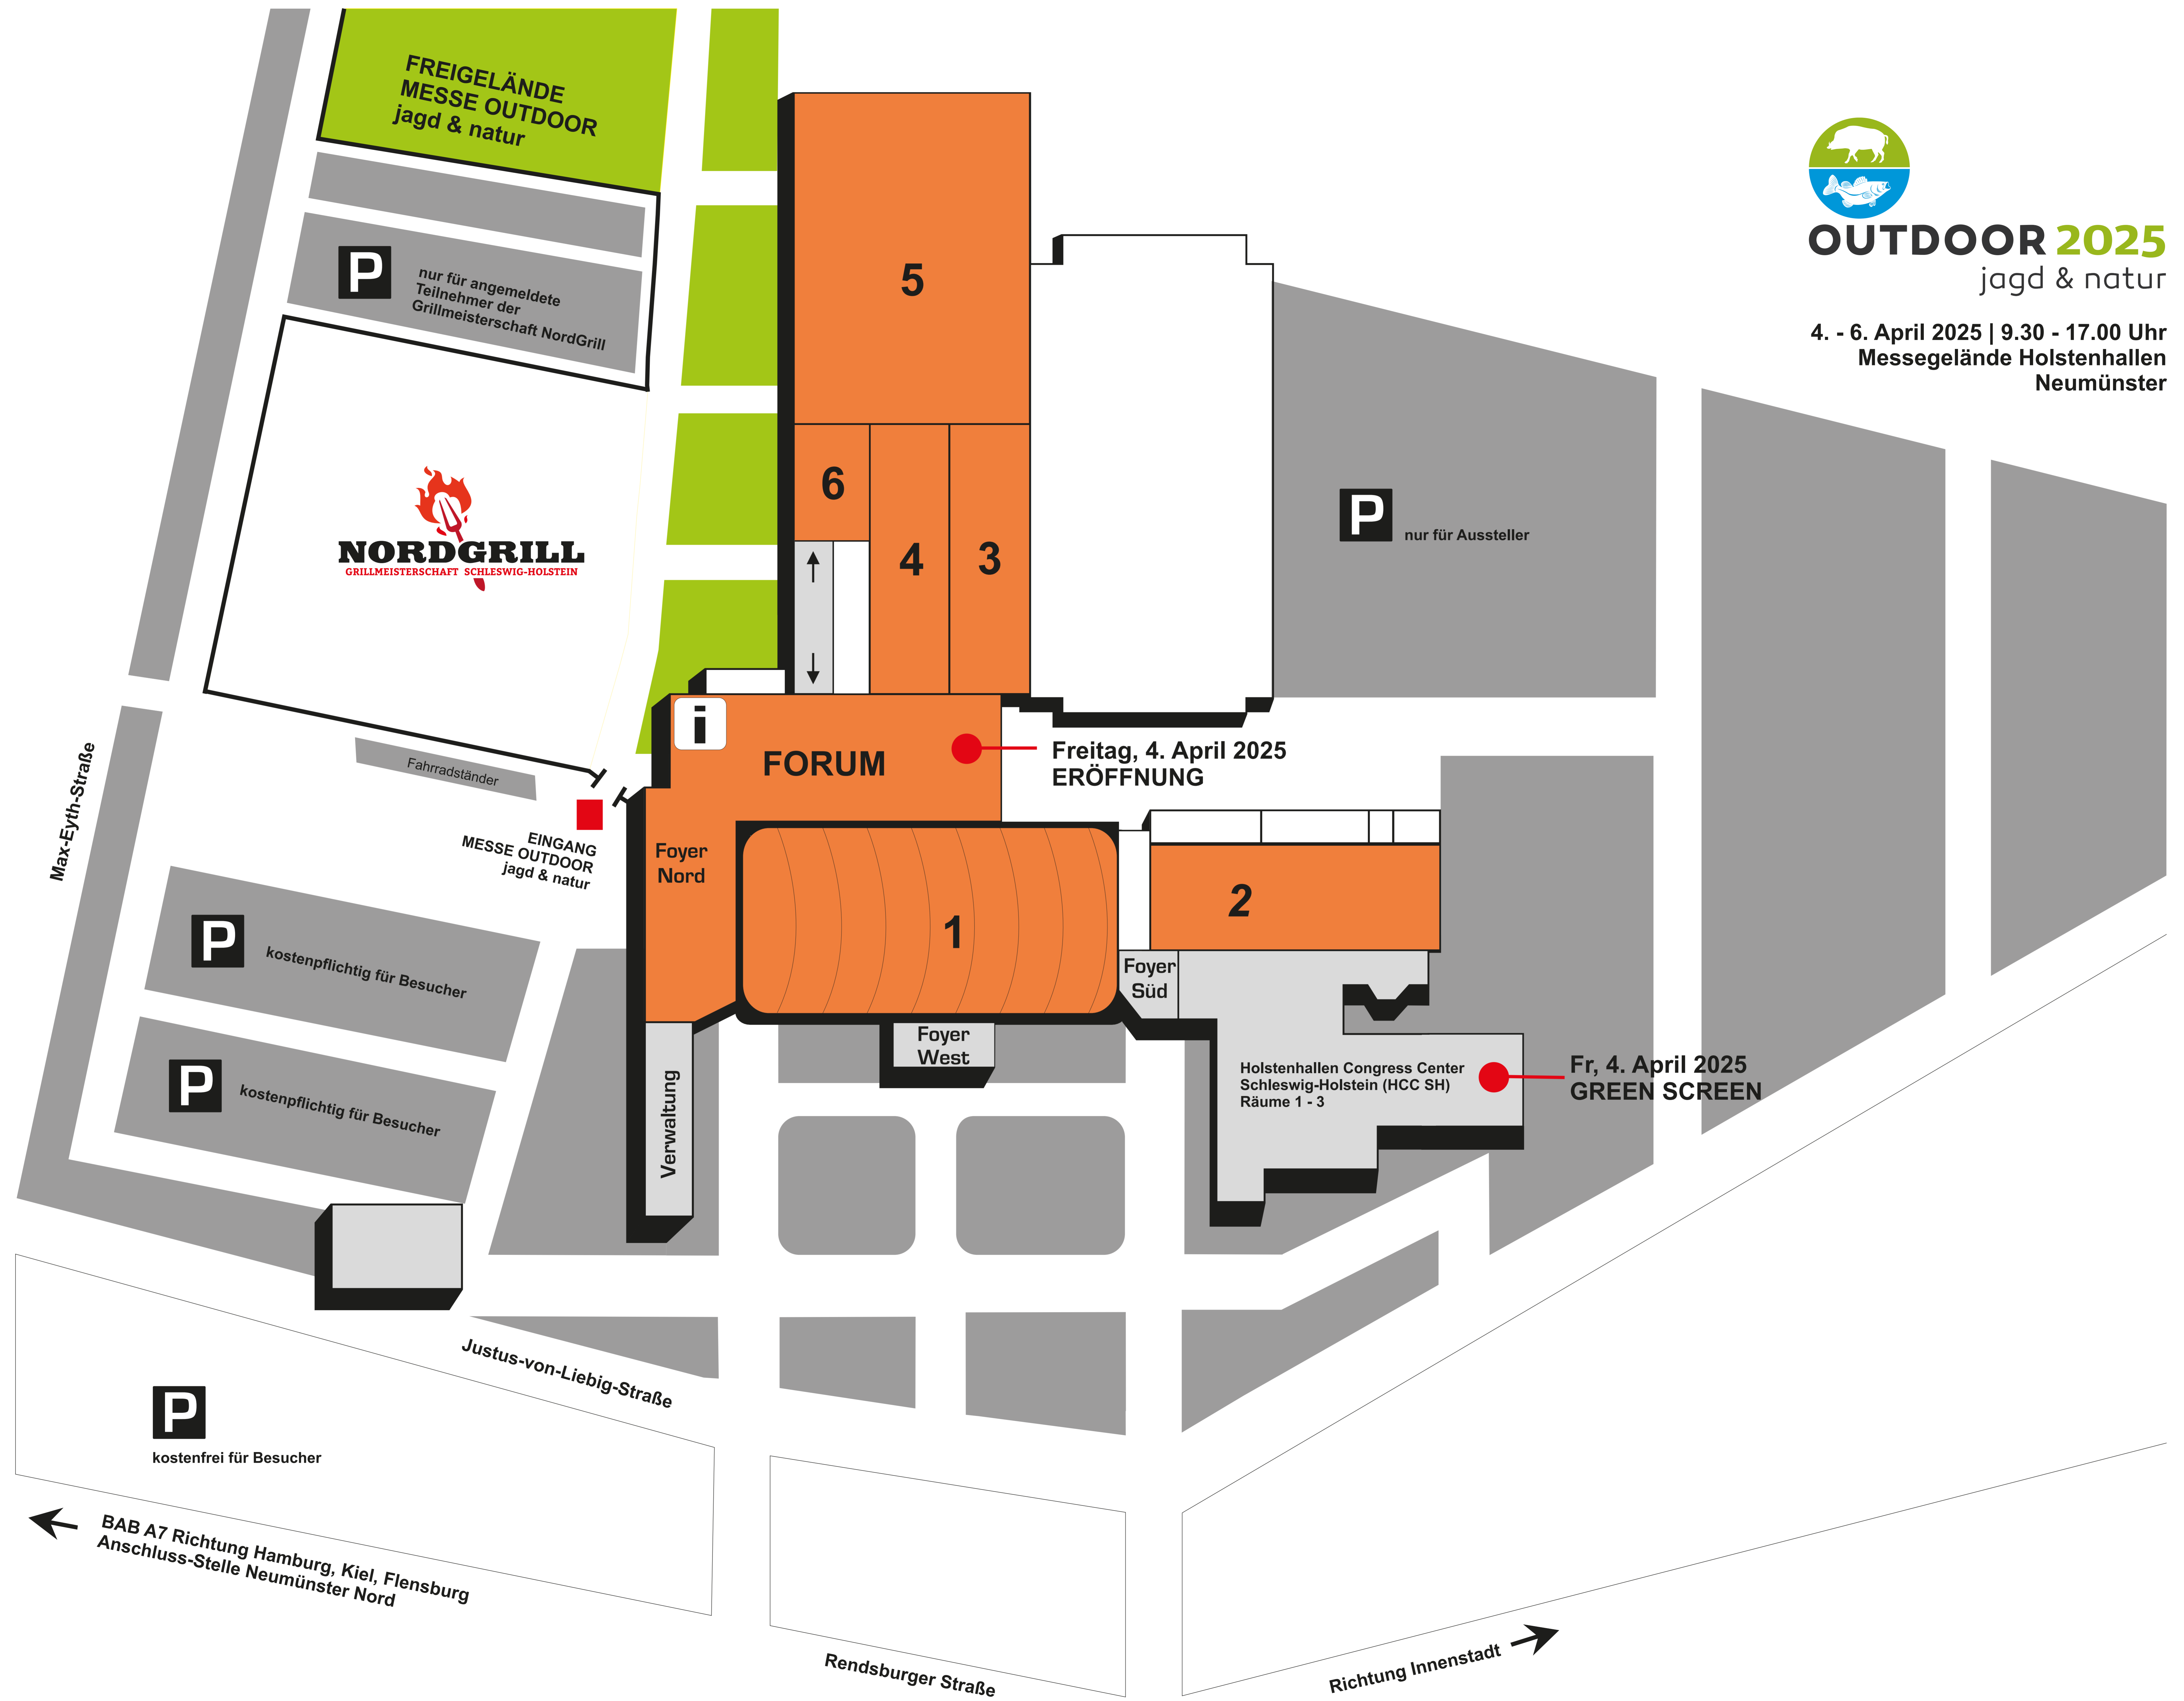 FREIGELÄNDE
MESSE OUTDOOR
jagd & natur
OUTDOOR 2025
jagd & natur
4. - 6. April 2025 | 9.30 - 17.00 Uhr
Messegelände Holstenhallen
Neumünster
P
nur für angemeldete
Teilnehmer der
Grillmeisterschaft NordGrill
5
6
4
3
NORDGRILL
GRILLMEISTERSCHAFT SCHLESWIG-HOLSTEIN
P
nur für Aussteller
i
FORUM
Freitag, 4. April 2025
ERÖFFNUNG
Fahrradständer
Max-Eyth-Straße
EINGANG
MESSE OUTDOOR
jagd & natur
Foyer
Nord
1
2
P
kostenpflichtig für Besucher
Foyer
Süd
Foyer
West
P
kostenpflichtig für Besucher
Verwaltung
Holstenhallen Congress Center
Schleswig-Holstein (HCC SH)
Räume 1 - 3
Fr, 4. April 2025
GREEN SCREEN
Justus-von-Liebig-Straße
P
kostenfrei für Besucher
BAB A7 Richtung Hamburg, Kiel, Flensburg
Anschluss-Stelle Neumünster Nord
Rendsburger Straße
Richtung Innenstadt